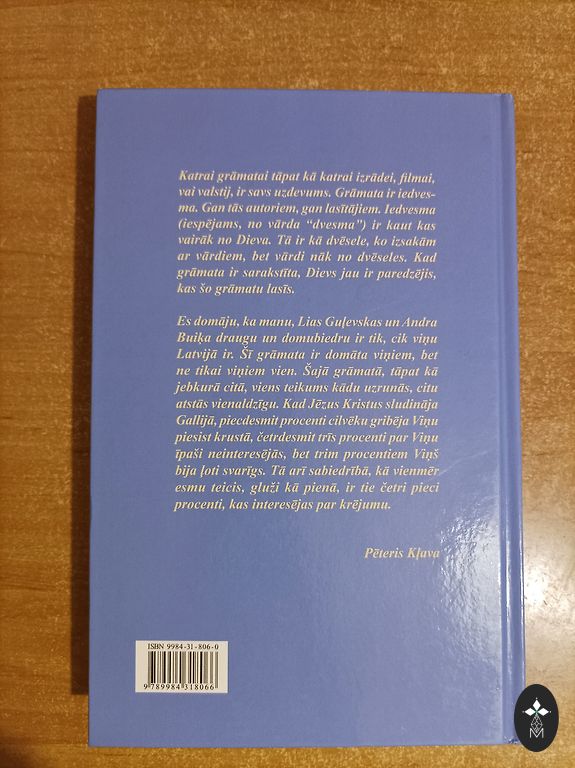 Katrai grāmatai tāpat kā katrai izrādei, filmai,
vai valstij, ir savs uzdevums. Grāmata ir iedves-
ma. Gan tās autoriem, gan lasītājiem. Iedvesma
(iespējams, no vārda “dvesma”) ir kaut kas
vairāk no Dieva. Tā ir kā dvēsele, ko izsakām
ar vārdiem, bet vārdi nāk no dvēseles. Kad
grāmata ir sarakstīta, Dievs jau ir paredzējis,
kas šo grāmatu lasīs.
Es domāju, ka manu, Lias Guļevskas un Andra
Buiķa draugu un domubiedru ir tik, cik viņu
Latvijā ir. Šī grāmata ir domāta viņiem, bet
ne tikai viņiem vien. Šajā grāmatā, tāpat kā
jebkurā citā, viens teikums kādu uzrunās, citu
atstās vienaldzīgu. Kad Jēzus Kristus sludināja
Gallijā, piecdesmit procenti cilvēku gribēja Viņu
piesist krustā, četrdesmit trīs procenti par Viņu
īpaši neinteresējās, bet trim procentiem Viņš
bija ļoti svarīgs. Tā arī sabiedrībā, kā vienmēr
esmu teicis, gluži kā pienā, ir tie četri pieci
procenti, kas interesējas par krējumu.
Pēteris Kļava
ISBN 9984-31-806-0
9 789984 318066
M